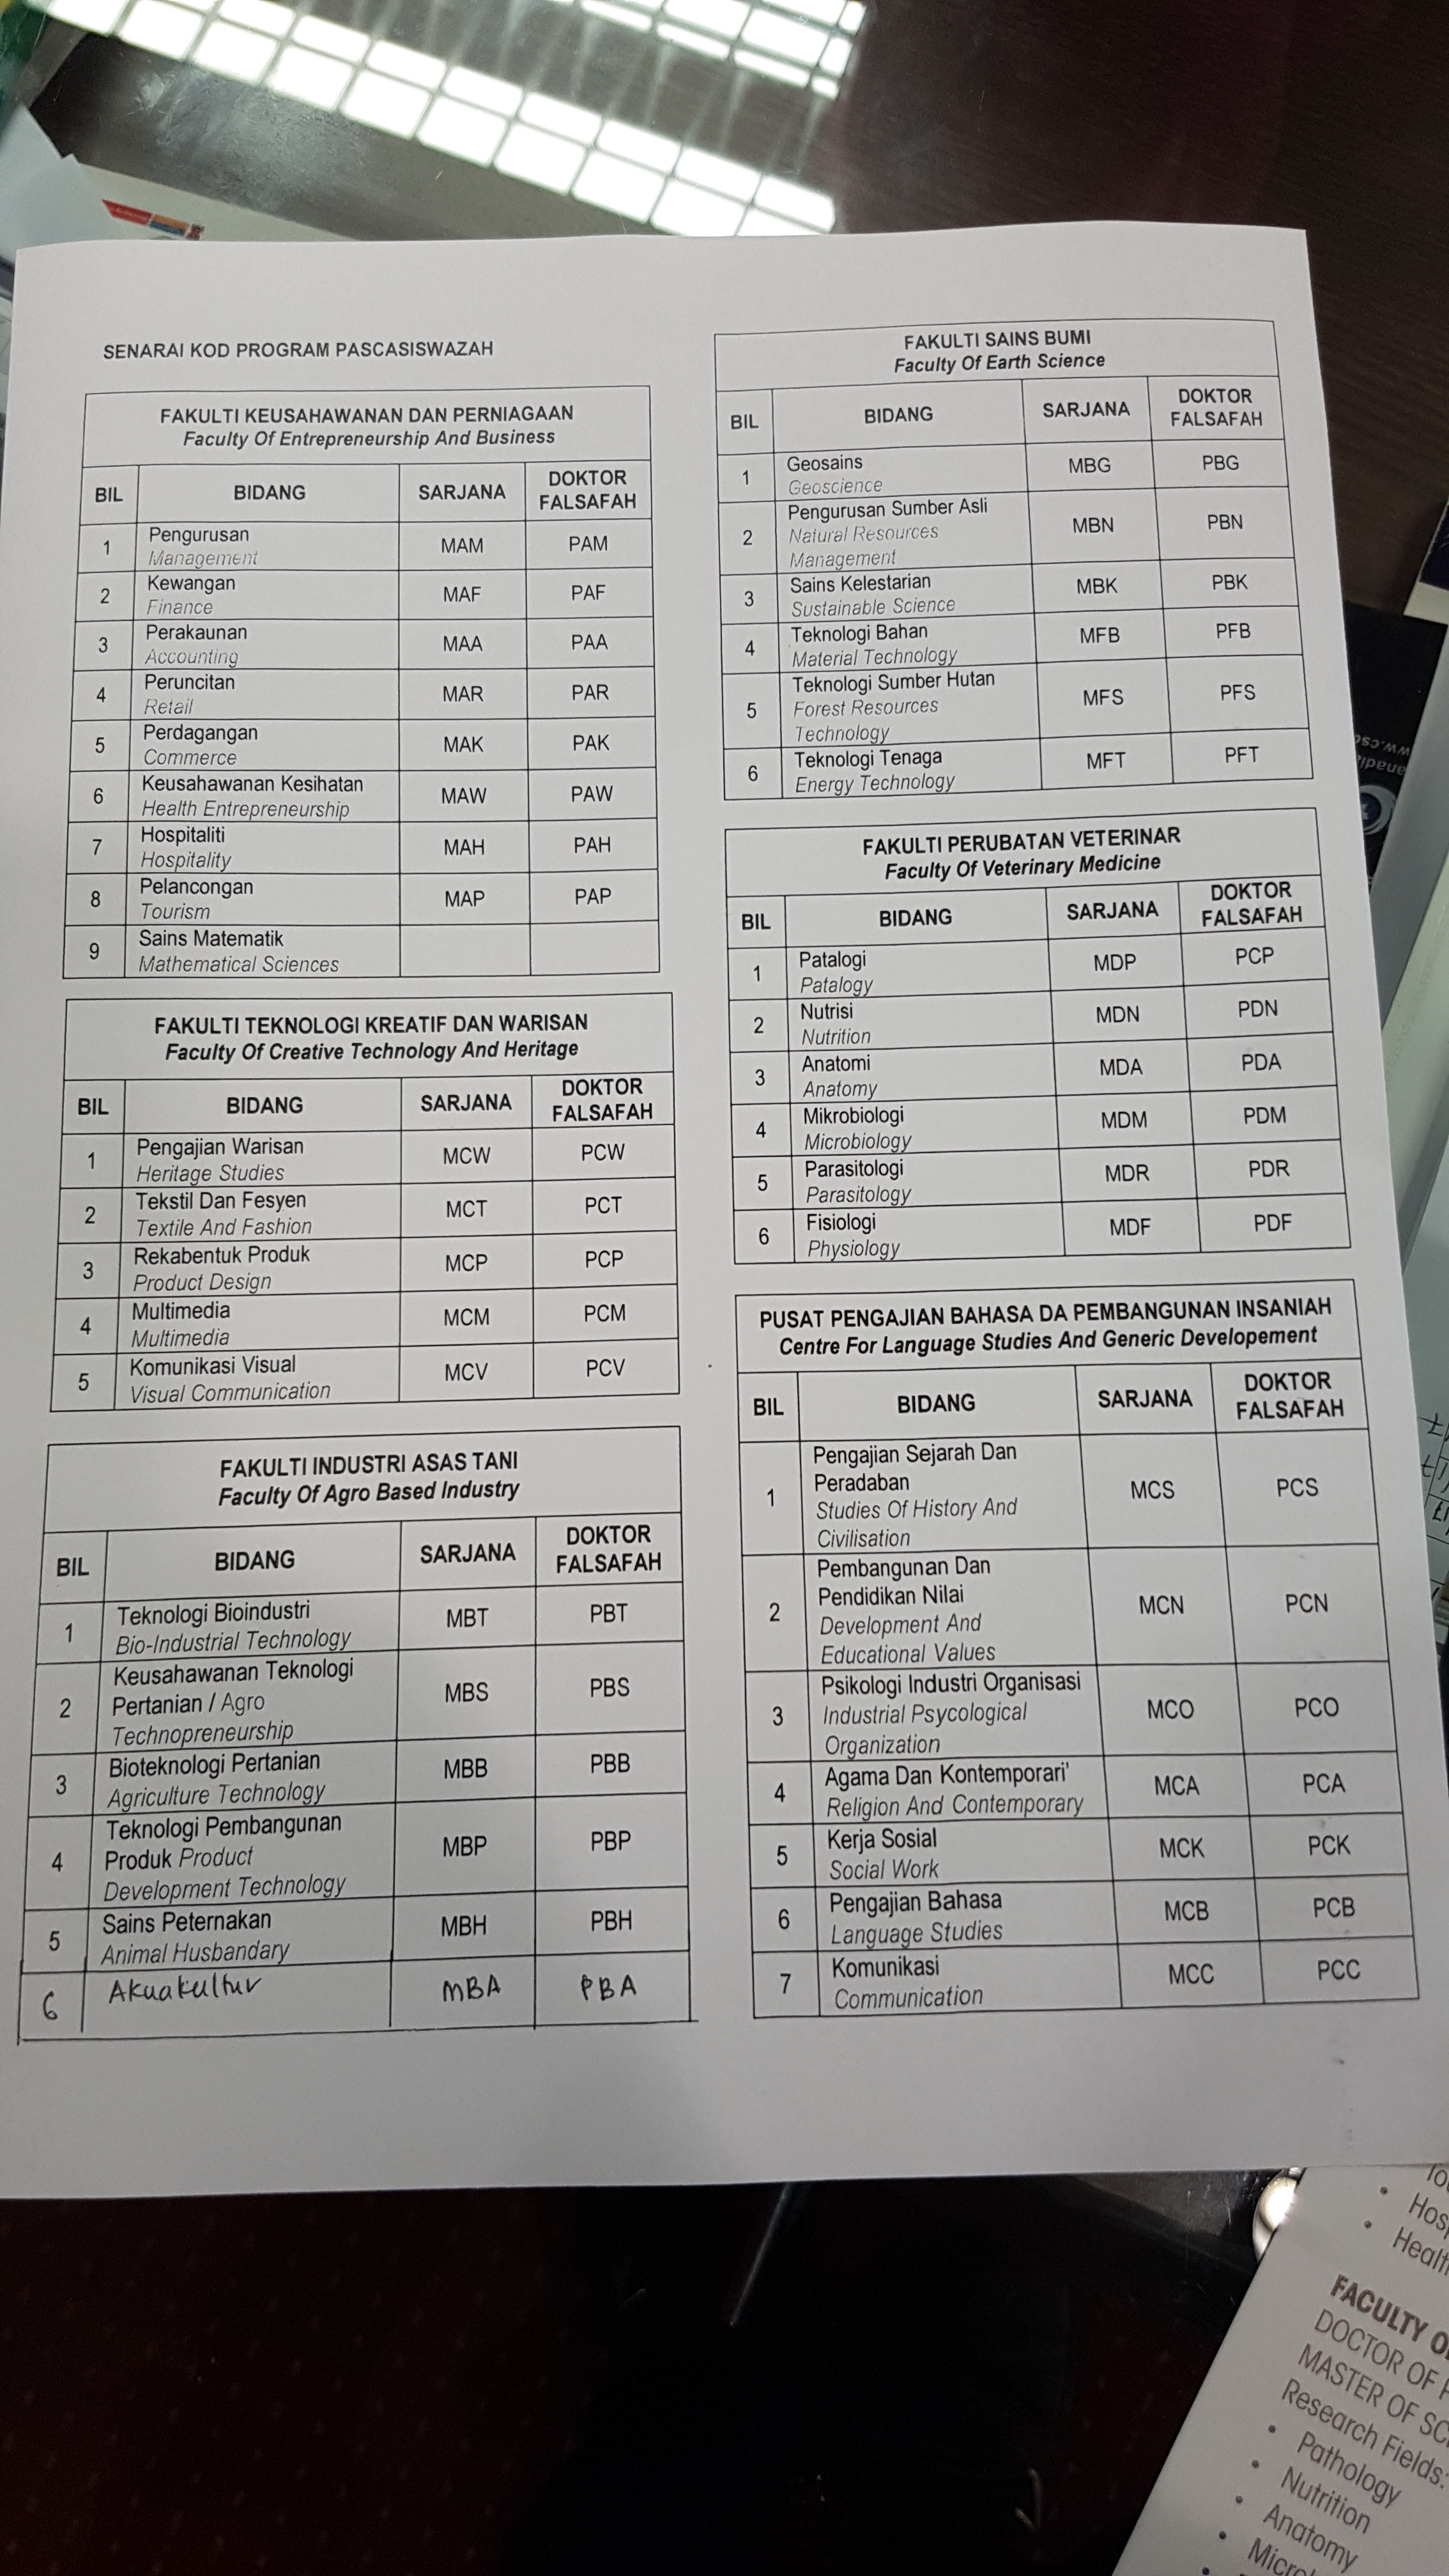 SENARAI KOD PROGRAM PASCASISWAZAH
FAKULTI KEUSAHAWANAN DAN PERNIAGAAN
Faculty Of Entrepreneurship And Business
BIL BIDANG SARJANA DOKTOR FALSAFAH
1 Pengurusan MAM PAM
Management
2 Kewangan MAF PAF
Finance
3 Perakaunan MAA PAA
Accounting
4 Peruncitan MAR PAR
Retail
5 Perdagangan MAK PAK
Commerce
6 Keusahawanan Kesihatan MAW PAW
Health Entrepreneurship
7 Hospitaliti MAH PAH
Hospitality
8 Pelancongan MAP PAP
Tourism
9 Sains Matematik
Mathematical Sciences
FAKULTI TEKNOLOGI KREATIF DAN WARISAN
Faculty Of Creative Technology And Heritage
BIL BIDANG SARJANA DOKTOR FALSAFAH
1 Pengajian Warisan MCW PCW
Heritage Studies
2 Tekstil Dan Fesyen MCT PCT
Textile And Fashion
3 Rekabentuk Produk MCP PCP
Product Design
4 Multimedia MCM PCM
Multimedia
5 Komunikasi Visual MCV PCV
Visual Communication
FAKULTI INDUSTRI ASAS TANI
Faculty Of Agro Based Industry
BIL BIDANG SARJANA DOKTOR FALSAFAH
1 Teknologi Bioindustri MBT PBT
Bio-Industrial Technology
2 Keusahawanan Teknologi MBS PBS
Pertanian / Agro
Technopreneurship
3 Bioteknologi Pertanian MBB PBB
Agriculture Technology
4 Teknologi Pembangunan MBP PBP
Produk Product
Development Technology
5 Sains Peternakan MBH PBH
Animal Husbandary
6 Akuakultur MBA PBA
FAKULTI SAINS BUMI
Faculty Of Earth Science
BIL BIDANG SARJANA DOKTOR FALSAFAH
1 Geosains MBG PBG
Geoscience
2 Pengurusan Sumber Asli MBN PBN
Natural Resources
Management
3 Sains Kelestarian MBK PBK
Sustainable Science
4 Teknologi Bahan MFB PFB
Material Technology
5 Teknologi Sumber Hutan MFS PFS
Forest Resources
Technology
6 Teknologi Tenaga MFT PFT
Energy Technology
FAKULTI PERUBATAN VETERINAR
Faculty Of Veterinary Medicine
BIL BIDANG SARJANA DOKTOR FALSAFAH
1 Patalogi MDP PCP
Patalogy
2 Nutrisi MDN PDN
Nutrition
3 Anatomi MDA PDA
Anatomy
4 Mikrobiologi MDM PDM
Microbiology
5 Parasitologi MDR PDR
Parasitology
6 Fisiologi MDF PDF
Physiology
PUSAT PENGAJIAN BAHASA DA PEMBANGUNAN INSANIAH
Centre For Language Studies And Generic Developement
BIL BIDANG SARJANA DOKTOR FALSAFAH
1 Pengajian Sejarah Dan MCS PCS
Peradaban
Studies Of History And
Civilisation
2 Pembangunan Dan MCN PCN
Pendidikan Nilai
Development And
Educational Values
3 Psikologi Industri Organisasi MCO PCO
Industrial Psycological
Organization
4 Agama Dan Kontemporari' MCA PCA
Religion And Contemporary
5 Kerja Sosial MCK PCK
Social Work
6 Pengajian Bahasa MCB PCB
Language Studies
7 Komunikasi MCC PCC
Communication
FACULTY
DOCTOR OF
MASTER OF
Research Fields:
• Pathology
• Nutrition
• Anatomy